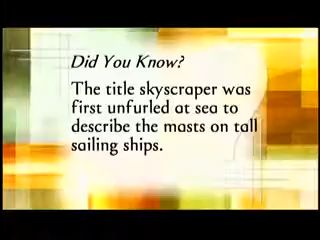 Did You Know?
The title skyscraper was
first unfurled at sea to
describe the masts on tall
sailing ships.